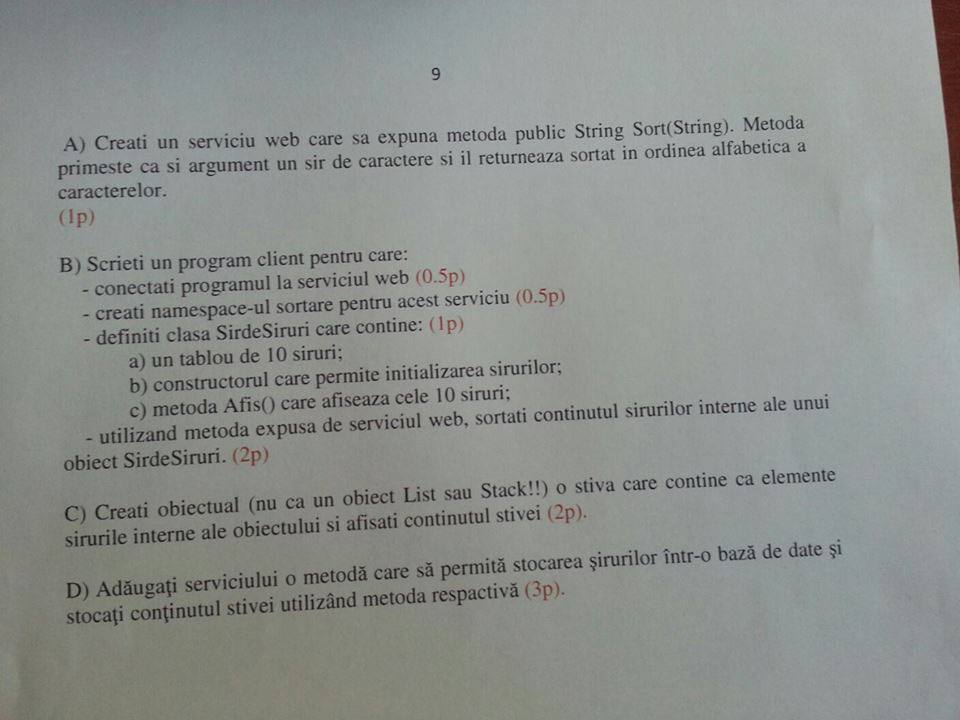 9
A) Creati un serviciu web care sa expuna metoda public String Sort(String). Metoda
primeste ca si argument un sir de caractere si il returneaza sortat in ordinea alfabetica a
caracterelor.
(1p)
B) Scrieti un program client pentru care:
- conectati programul la serviciul web (0.5p)
- creati namespace-ul sortare pentru acest serviciu (0.5p)
- definiti clasa SirdeSiruri care contine: (1p)
a) un tablou de 10 siruri;
b) constructorul care permite initializarea sirurilor;
c) metoda Afis() care afiseaza cele 10 siruri;
- utilizand metoda expusa de serviciul web, sortati continutul sirurilor interne ale unui
obiect SirdeSiruri. (2p)
C) Creati obiectual (nu ca un obiect List sau Stack!!) o stiva care contine ca elemente
sirurile interne ale obiectului si afisati continutul stivei (2p).
D) Adăugaţi serviciului o metodă care să permită stocarea şirurilor într-o bază de date şi
stocaţi conţinutul stivei utilizând metoda respactivă (3p).